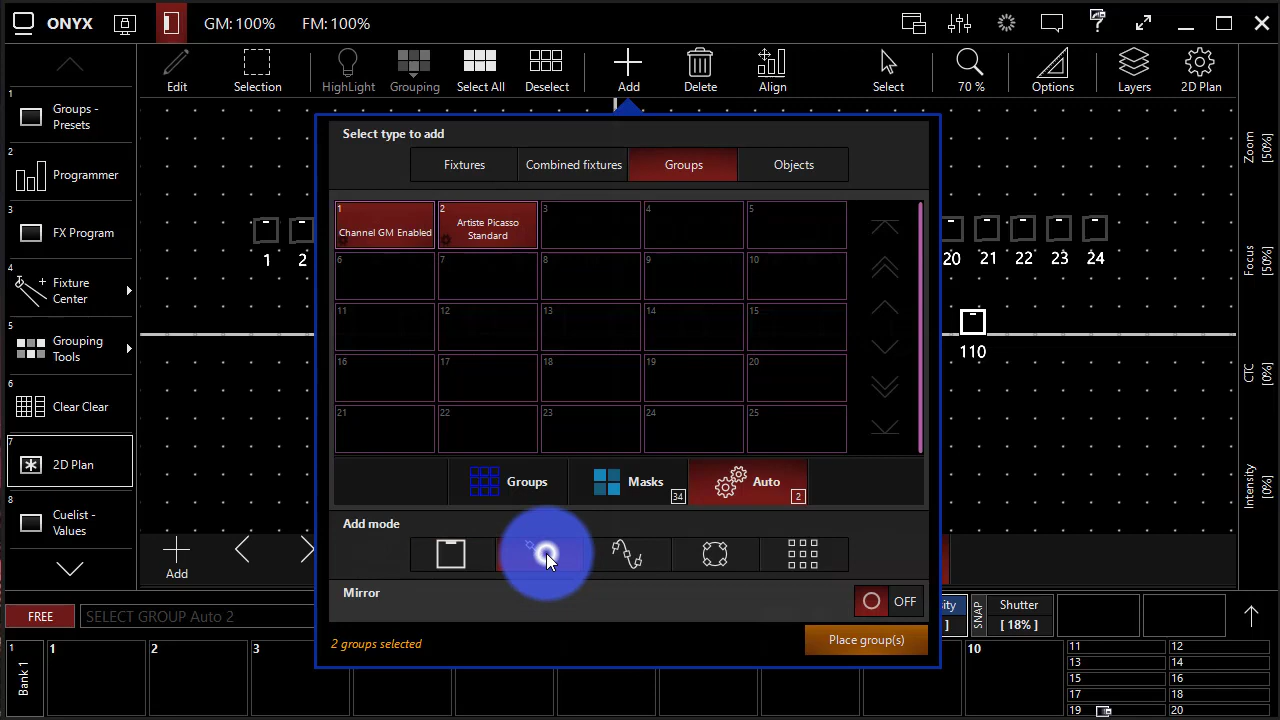 ONYX
GM: 100%
FM: 100%
Edit
Selection
HighLight
Grouping
Select All
Deselect
Add
Delete
Align
Select
70 %
Options
Layers
2D Plan
1
Groups -
Presets
2
Programmer
3
FX Program
4
Fixture
Center
5
Grouping
Tools
6
Clear Clear
7
2D Plan
8
Cuelist -
Values
Select type to add
Fixtures
Combined fixtures
Groups
Objects
1
Channel GM Enabled
2
Artiste Picasso
Standard
3
4
5
6
7
8
9
10
11
12
13
14
15
16
17
18
19
20
21
22
23
24
25
Groups
Masks
34
Auto
2
Add mode
Mirror
OFF
2 groups selected
Place group(s)
1
2
20
21
22
23
24
110
Zoom
[50%]
Focus
[50%]
CTC
[0%]
Intensity
[0%]
Add
FREE
SELECT GROUP Auto 2
sity
]
SNAP
Shutter
[ 18% ]
1
Bank 1
1
2
3
10
11
12
13
14
15
16
17
18
19
20